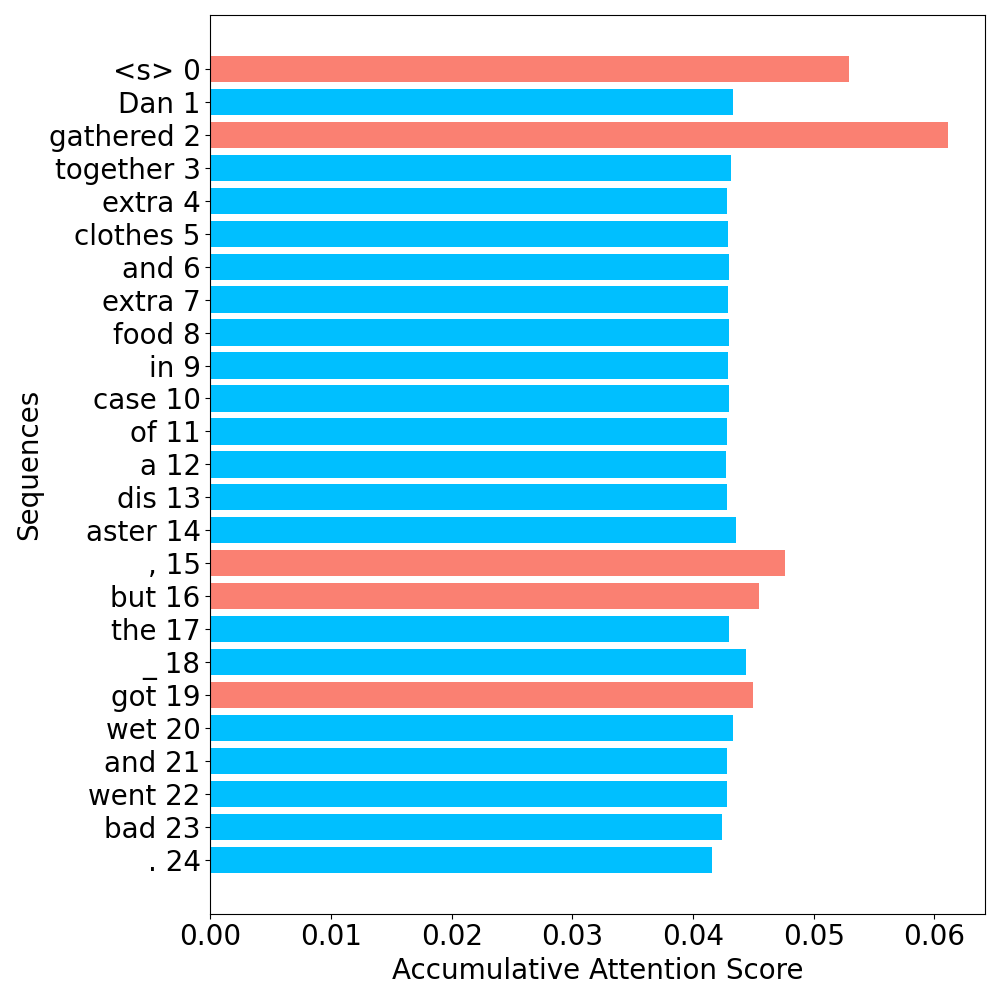 <s> 0
Dan 1
gathered 2
together 3
extra 4
clothes 5
and 6
extra 7
food 8
in 9
case 10
of 11
a 12
dis 13
aster 14
, 15
but 16
the 17
_ 18
got 19
wet 20
and 21
went 22
bad 23
. 24
Sequences
0.00 0.01 0.02 0.03 0.04 0.05 0.06
Accumulative Attention Score